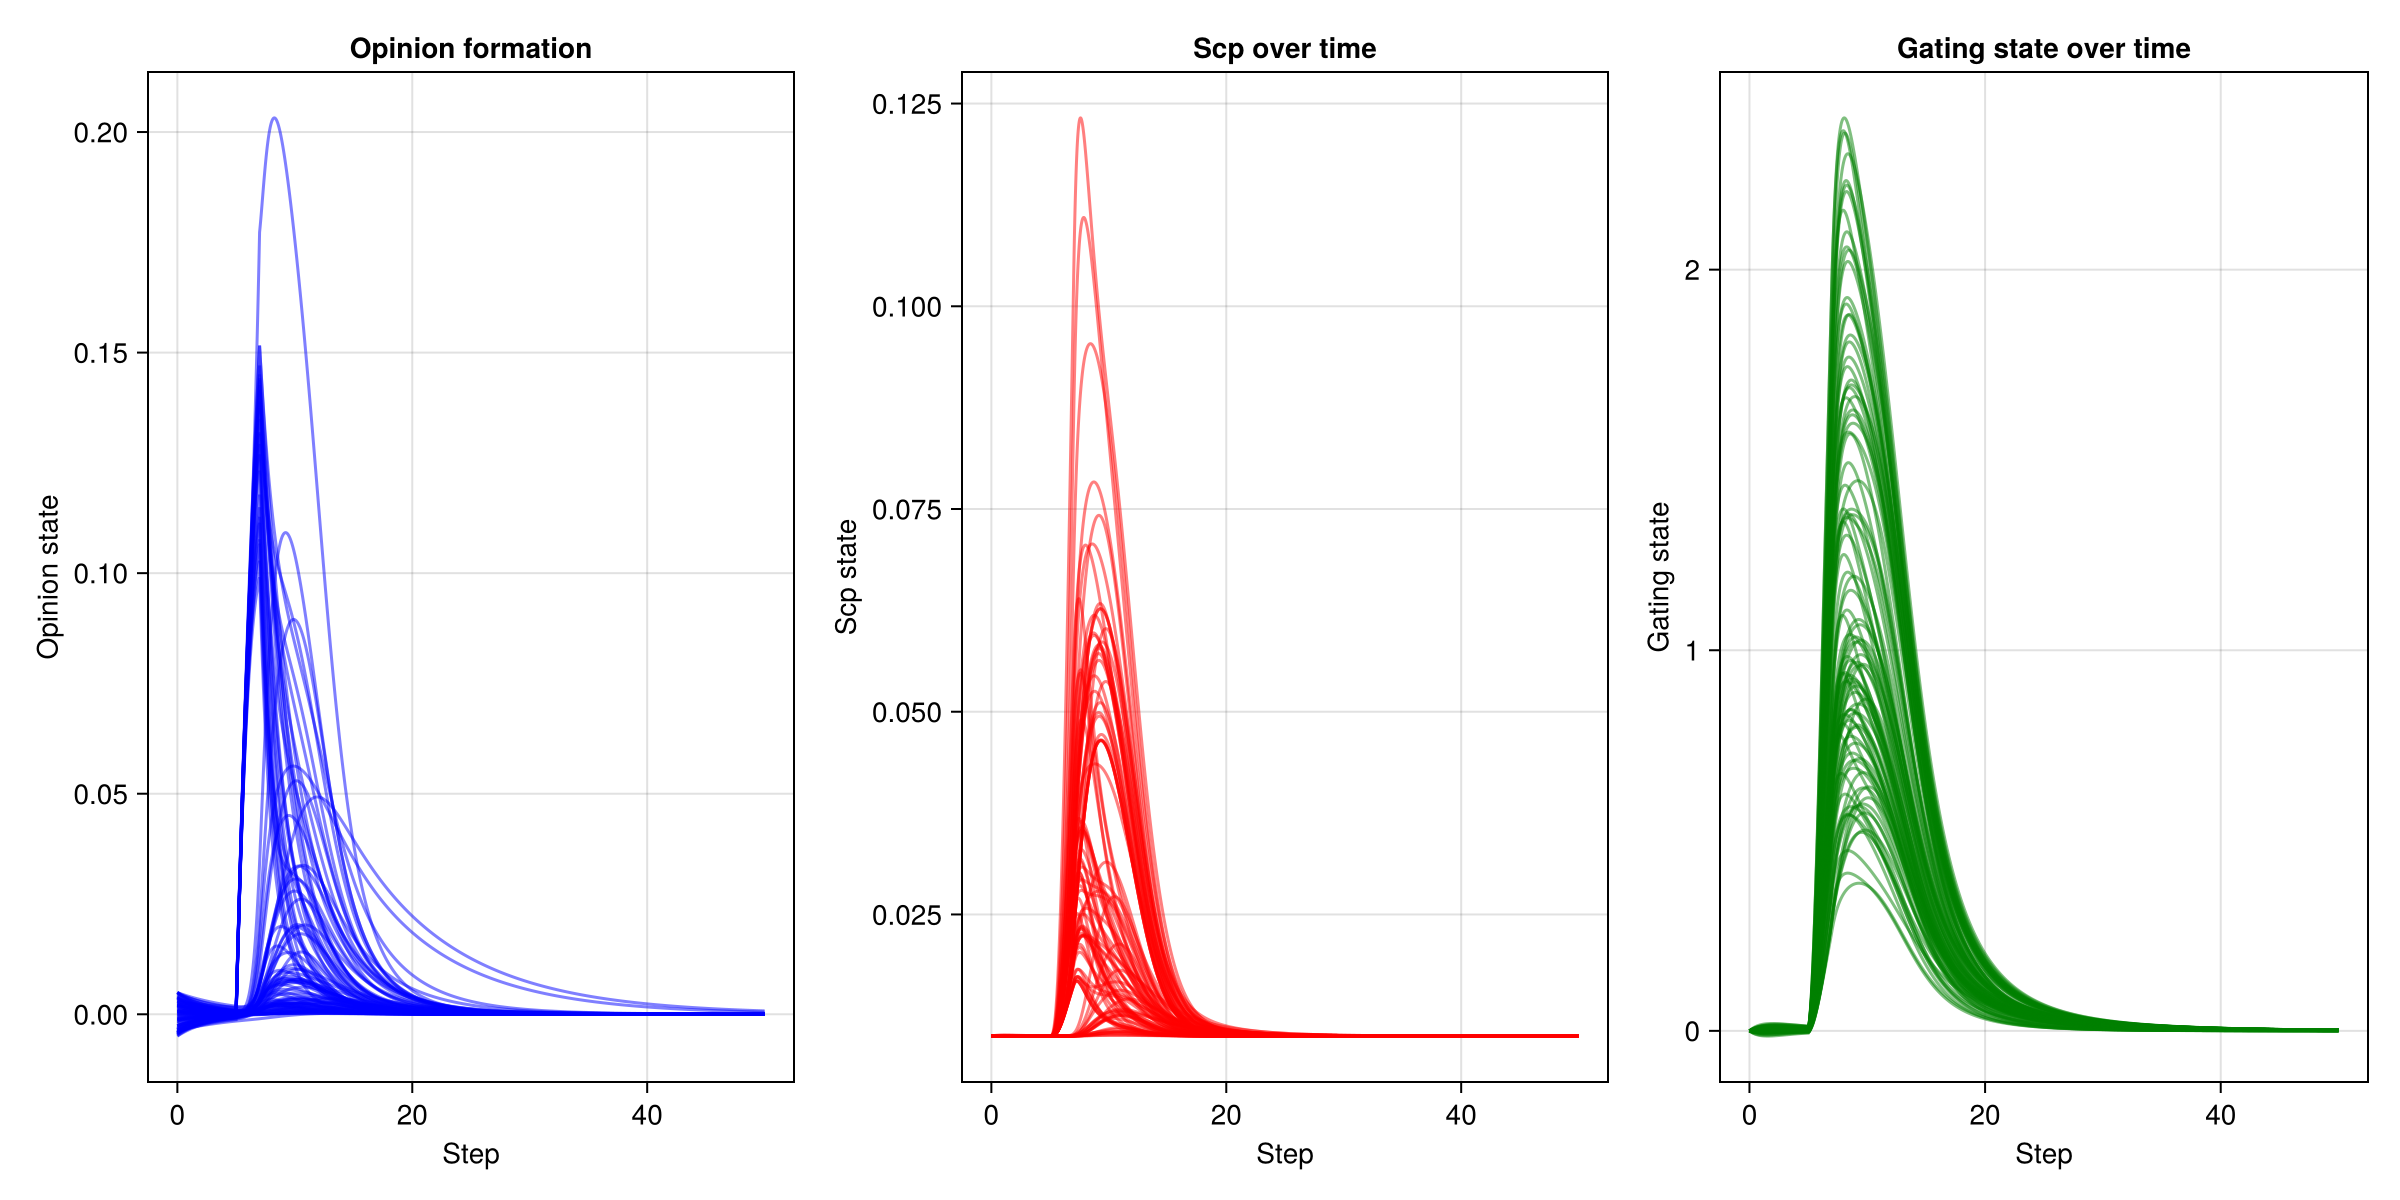 Opinion formation
Opinion state
0.20
0.15
0.10
0.05
0.00
0 20 40
Step
Scp over time
Scp state
0.125
0.100
0.075
0.050
0.025
0 20 40
Step
Gating state over time
Gating state
2
1
0
0 20 40
Step